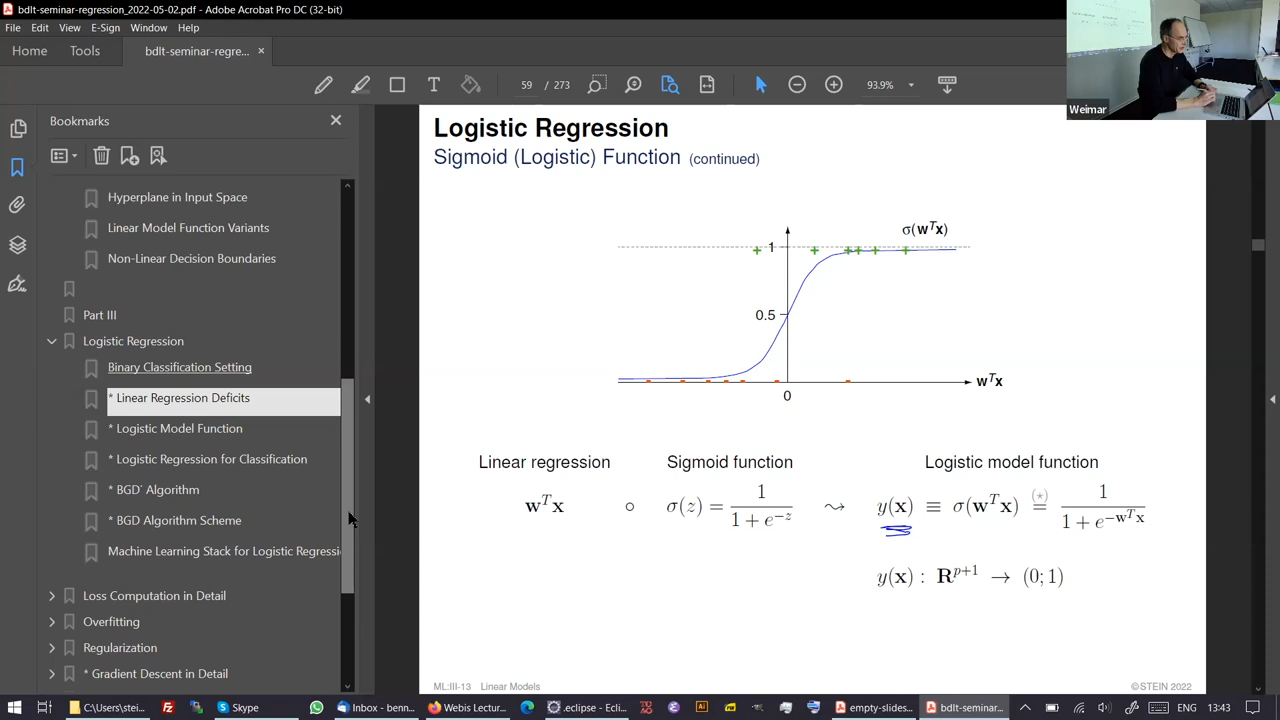 bdlt-seminar-regression_2022-05-02.pdf - Adobe Acrobat Pro DC (32-bit)
File Edit View E-Sign Window Help
Home Tools bdlt-seminar-regre... ×
59 / 273 93.9%
Weimar
Bookmarks
Hyperplane in Input Space
Linear Model Function Variants
Non-Linear Decision Boundaries
Part III
Logistic Regression
Binary Classification Setting
* Linear Regression Deficits
* Logistic Model Function
* Logistic Regression for Classification
* BGD Algorithm
* BGD Algorithm Scheme
Machine Learning Stack for Logistic Regressi
Loss Computation in Detail
Overfitting
Regularization
* Gradient Descent in Detail
Logistic Regression
Sigmoid (Logistic) Function (continued)
σ(wᵀx)
1
0.5
0
wᵀx
Linear regression Sigmoid function Logistic model function
wᵀx ∘ σ(z) = 1 / (1 + e^{-z}) ⤳ y(x) ≡ σ(wᵀx) =^{(⋆)} 1 / (1 + e^{-wᵀx})
y(x) : R^{p+1} → (0; 1)
ML:III-13 Linear Models ©STEIN 2022
C:\Users\stei... Skype Inbox - benn... Webis Lectur... .eclipse - Ecli... empty-slides... bdlt-seminar... ENG 13:43